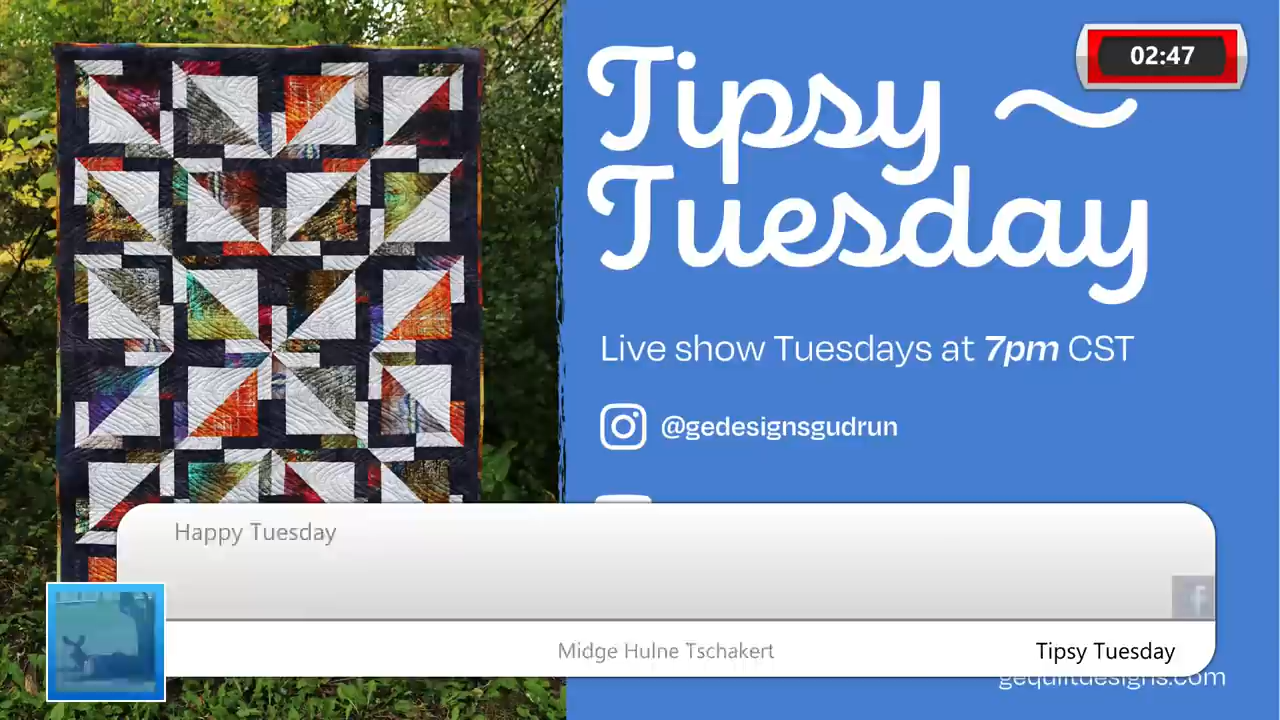 02:47
Tipsy ~
Tuesday
Live show Tuesdays at 7pm CST
@gedesignsgudrun
Happy Tuesday
Midge Hulne Tschakert
Tipsy Tuesday
gequiltdesigns.com